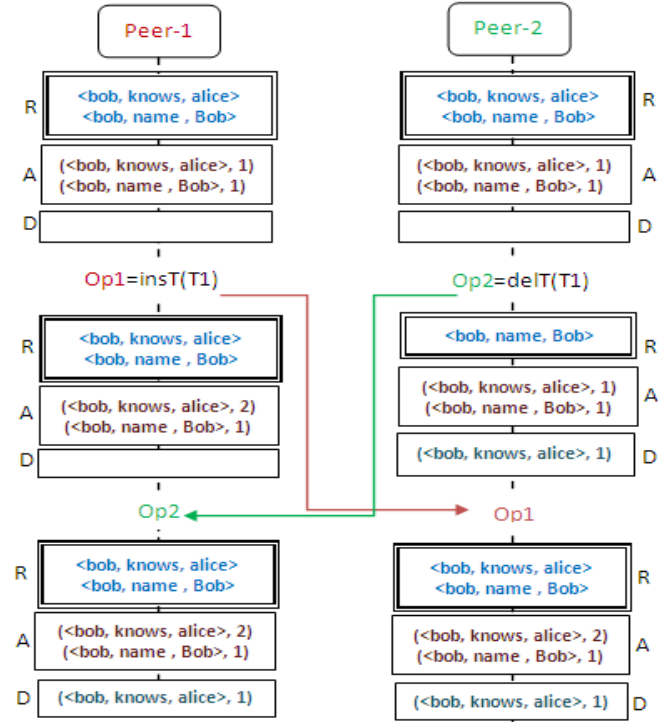 Peer-1
Peer-2
R
<bob, knows, alice>
<bob, name , Bob>
<bob, knows, alice>
<bob, name , Bob>
R
A
(<bob, knows, alice>, 1)
(<bob, name , Bob>, 1)
(<bob, knows, alice>, 1)
(<bob, name , Bob>, 1)
A
D
D
Op1=insT(T1)
Op2=delT(T1)
R
<bob, knows, alice>
<bob, name , Bob>
<bob, name, Bob>
R
A
(<bob, knows, alice>, 2)
(<bob, name , Bob>, 1)
(<bob, knows, alice>, 1)
(<bob, name , Bob>, 1)
A
D
(<bob, knows, alice>, 1)
D
Op2
Op1
R
<bob, knows, alice>
<bob, name , Bob>
<bob, knows, alice>
<bob, name , Bob>
R
A
(<bob, knows, alice>, 2)
(<bob, name , Bob>, 1)
(<bob, knows, alice>, 2)
(<bob, name , Bob>, 1)
A
D
(<bob, knows, alice>, 1)
(<bob, knows, alice>, 1)
D